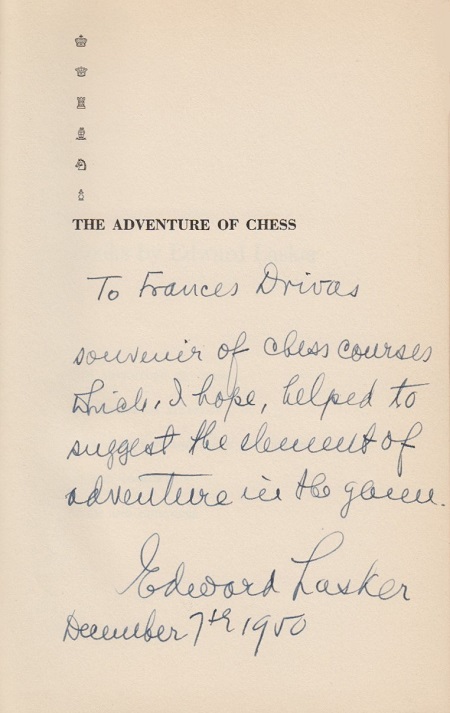 THE ADVENTURE OF CHESS
To Frances Drivas
souvenir of chess courses
which, I hope, helped to
suggest the element of
adventure in the game.
Edward Lasker
December 7th 1950